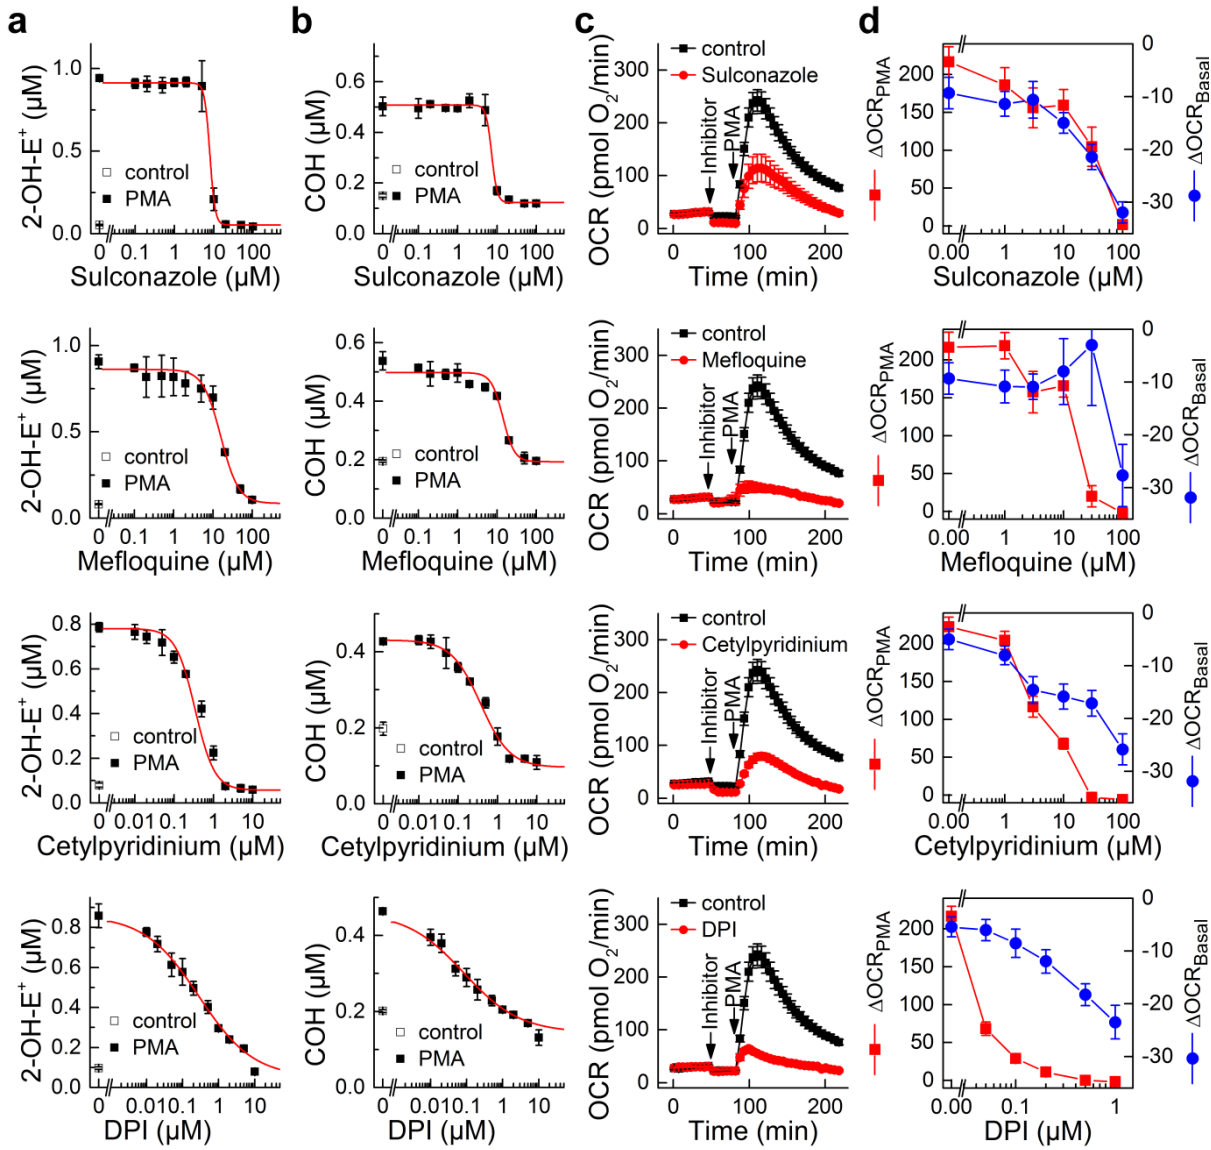 a
b
c
d
2-OH-E+ (µM)
1.0
0.5
0.0
control
PMA
0 0.1 1 10 100
Sulconazole (µM)
COH (µM)
0.6
0.4
0.2
0.0
control
PMA
0 0.1 1 10 100
Sulconazole (µM)
OCR (pmol O2/min)
300
200
100
0
control
Sulconazole
Inhibitor
PMA
0 100 200
Time (min)
ΔOCRPMA
200
150
100
50
0
0
-10
-20
-30
ΔOCRBasal
0.00 1 10 100
Sulconazole (µM)
2-OH-E+ (µM)
1.0
0.5
0.0
control
PMA
0 0.1 1 10 100
Mefloquine (µM)
COH (µM)
0.6
0.4
0.2
0.0
control
PMA
0 0.1 1 10 100
Mefloquine (µM)
OCR (pmol O2/min)
300
200
100
0
control
Mefloquine
Inhibitor
PMA
0 100 200
Time (min)
ΔOCRPMA
200
150
100
50
0
0
-10
-20
-30
ΔOCRBasal
0.00 1 10 100
Mefloquine (µM)
2-OH-E+ (µM)
0.8
0.6
0.4
0.2
0.0
control
PMA
0 0.01 0.1 1 10
Cetylpyridinium (µM)
COH (µM)
0.4
0.2
0.0
control
PMA
0 0.01 0.1 1 10
Cetylpyridinium (µM)
OCR (pmol O2/min)
300
200
100
0
control
Cetylpyridinium
Inhibitor
PMA
0 100 200
Time (min)
ΔOCRPMA
200
150
100
50
0
0
-10
-20
-30
ΔOCRBasal
0.00 1 10 100
Cetylpyridinium (µM)
2-OH-E+ (µM)
0.8
0.6
0.4
0.2
0.0
control
PMA
0 0.01 0.1 1 10
DPI (µM)
COH (µM)
0.4
0.2
0.0
control
PMA
0 0.01 0.1 1 10
DPI (µM)
OCR (pmol O2/min)
300
200
100
0
control
DPI
Inhibitor
PMA
0 100 200
Time (min)
ΔOCRPMA
200
150
100
50
0
0
-10
-20
-30
ΔOCRBasal
0.00 0.1 1
DPI (µM)